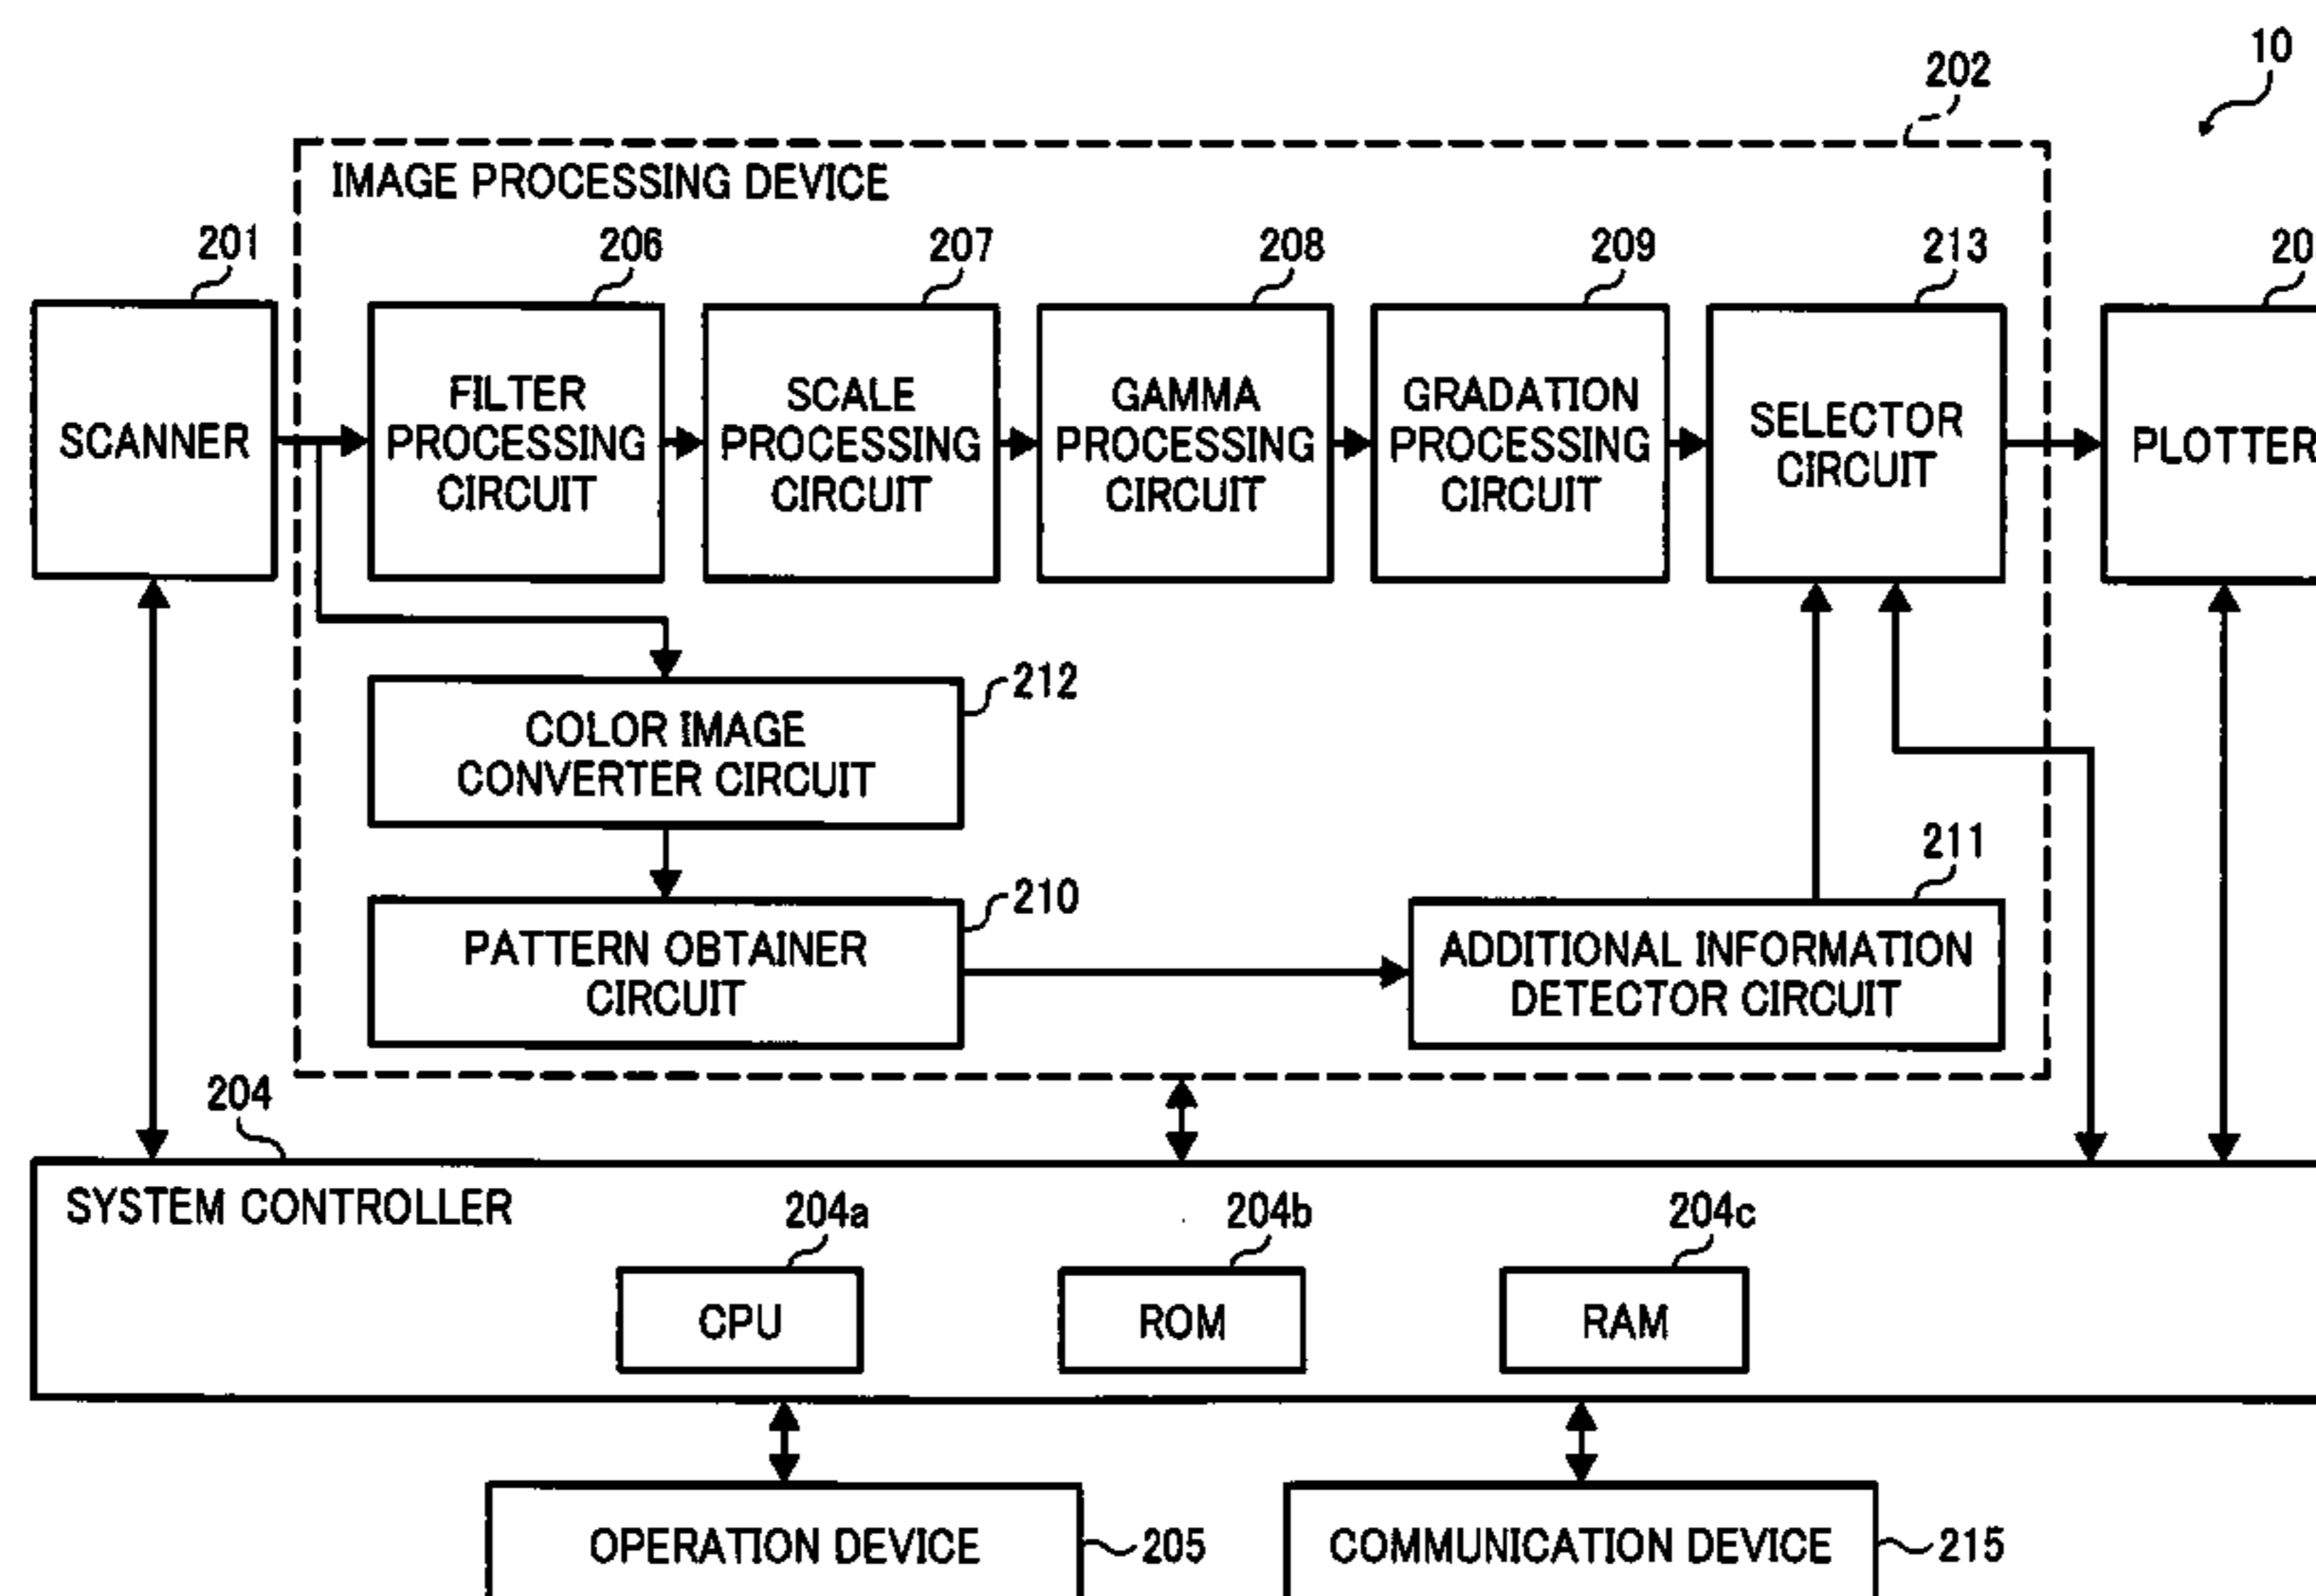 10
202
IMAGE PROCESSING DEVICE
201
206
207
208
209
213
20
SCANNER
FILTER
PROCESSING
CIRCUIT
SCALE
PROCESSING
CIRCUIT
GAMMA
PROCESSING
CIRCUIT
GRADATION
PROCESSING
CIRCUIT
SELECTOR
CIRCUIT
PLOTTER
212
COLOR IMAGE
CONVERTER CIRCUIT
210
PATTERN OBTAINER
CIRCUIT
211
ADDITIONAL INFORMATION
DETECTOR CIRCUIT
204
SYSTEM CONTROLLER
204a
204b
204c
CPU
ROM
RAM
OPERATION DEVICE
205
COMMUNICATION DEVICE
215